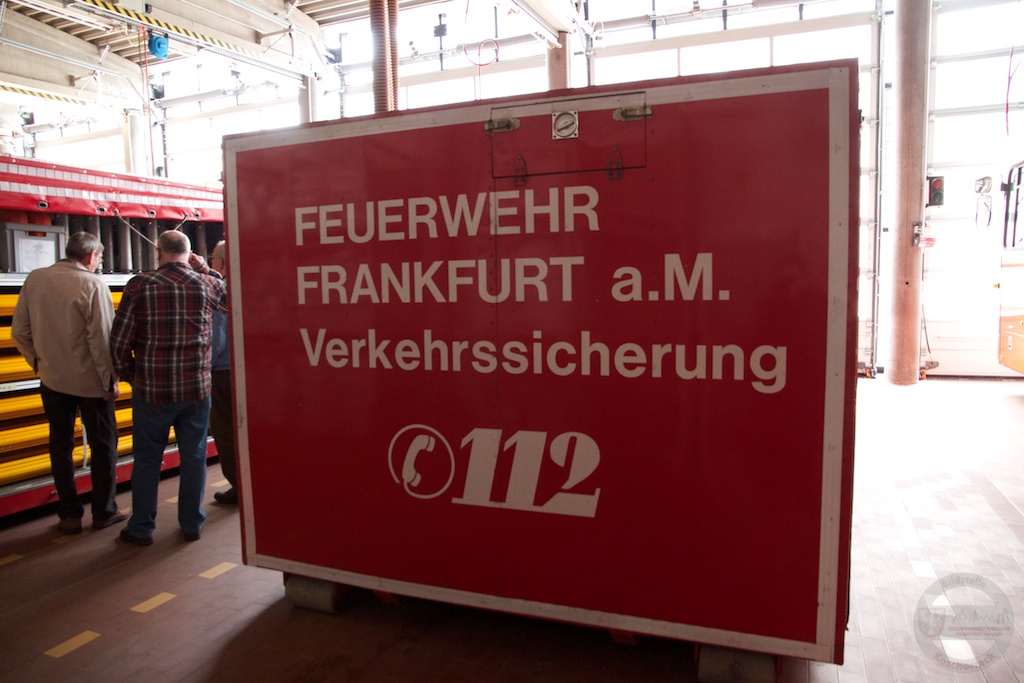 FEUERWEHR
FRANKFURT a.M.
Verkehrssicherung
112